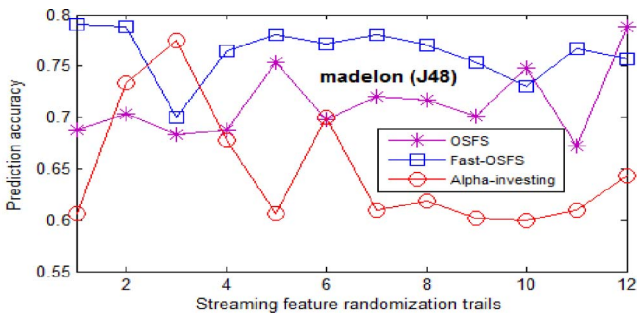 0.8
0.75
0.7
0.65
0.6
0.55
Prediction accuracy
madelon (J48)
OSFS
Fast-OSFS
Alpha-investing
2 4 6 8 10 12
Streaming feature randomization trails